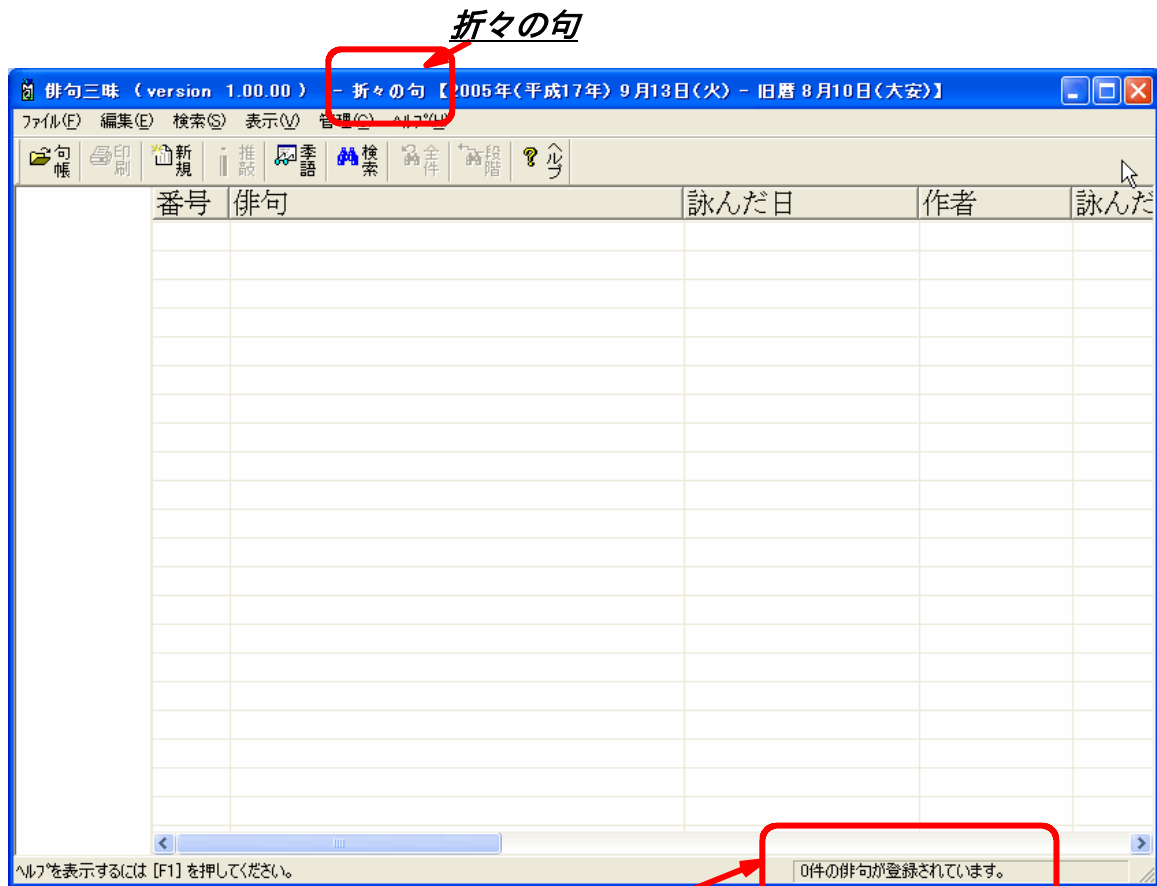 折々の句
俳句三昧 ( version 1.00.00 ) - 折々の句 【2005年(平成17年) 9月13日(火) - 旧暦 8月10日(大安)】
ファイル(F) 編集(E) 検索(S) 表示(V) 管理(C) ヘルプ(H)
句帳 印刷 新規 推敲 季語 検索 全件 段階 ヘルプ
番号 俳句 詠んだ日 作者 詠んだ
ヘルプを表示するには [F1] を押してください。 0件の俳句が登録されています。